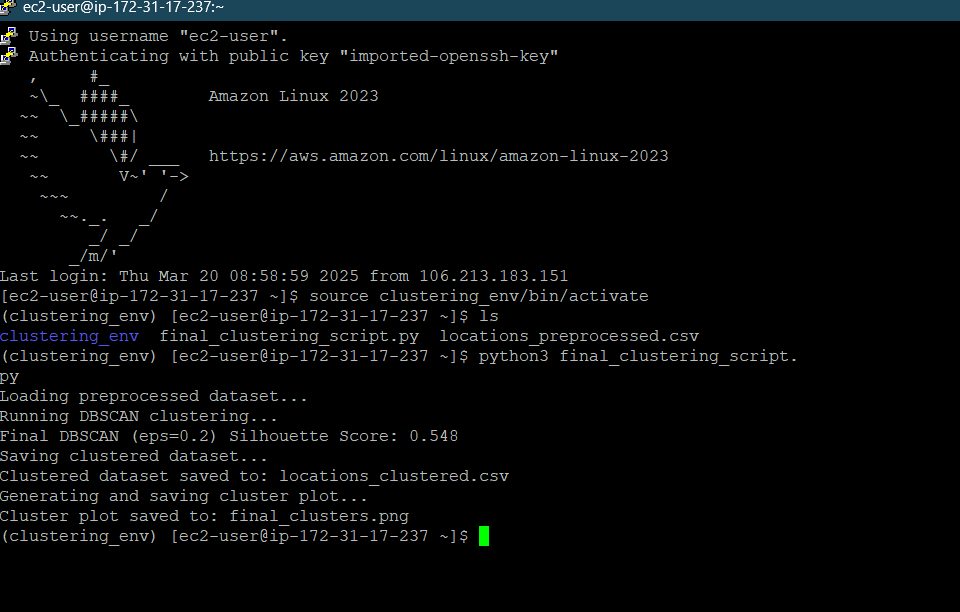 ec2-user@ip-172-31-17-237:~
Using username "ec2-user".
Authenticating with public key "imported-openssh-key"
   ,     #_
   ~\_  ####_        Amazon Linux 2023
  ~~  \_#####\
  ~~     \###|
  ~~       \#/ ___   https://aws.amazon.com/linux/amazon-linux-2023
   ~~       V~' '->
    ~~~         /
      ~~._.   _/
         _/ _/
       _/m/'
Last login: Thu Mar 20 08:58:59 2025 from 106.213.183.151
[ec2-user@ip-172-31-17-237 ~]$ source clustering_env/bin/activate
(clustering_env) [ec2-user@ip-172-31-17-237 ~]$ ls
clustering_env  final_clustering_script.py  locations_preprocessed.csv
(clustering_env) [ec2-user@ip-172-31-17-237 ~]$ python3 final_clustering_script.
py
Loading preprocessed dataset...
Running DBSCAN clustering...
Final DBSCAN (eps=0.2) Silhouette Score: 0.548
Saving clustered dataset...
Clustered dataset saved to: locations_clustered.csv
Generating and saving cluster plot...
Cluster plot saved to: final_clusters.png
(clustering_env) [ec2-user@ip-172-31-17-237 ~]$